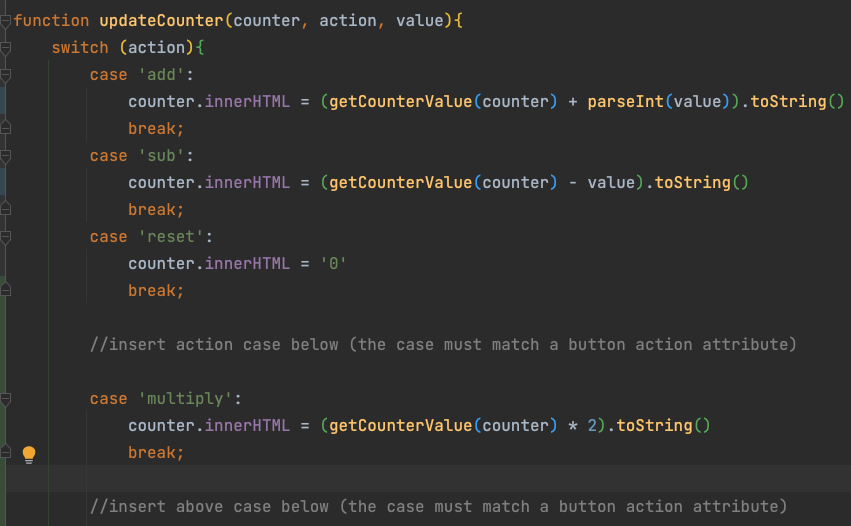 function updateCounter(counter, action, value){
switch (action){
case 'add':
counter.innerHTML = (getCounterValue(counter) + parseInt(value)).toString()
break;
case 'sub':
counter.innerHTML = (getCounterValue(counter) - value).toString()
break;
case 'reset':
counter.innerHTML = '0'
break;
//insert action case below (the case must match a button action attribute)
case 'multiply':
counter.innerHTML = (getCounterValue(counter) * 2).toString()
break;
//insert above case below (the case must match a button action attribute)